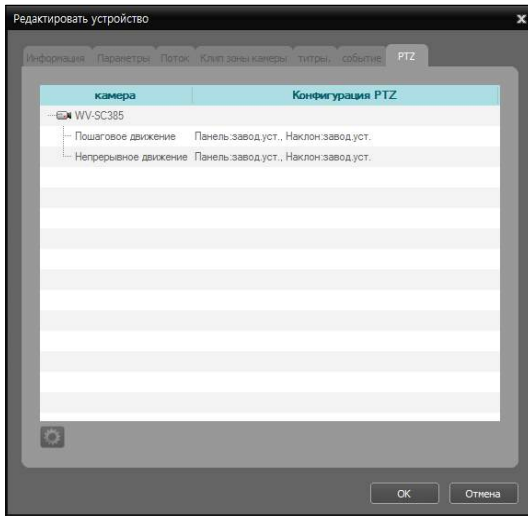 Редактировать устройство
Информация Параметры Поток Клип зоны камеры титры, событие PTZ
камера Конфигурация PTZ
WV-SC385
Пошаговое движение Панель:завод.уст., Наклон:завод.уст.
Непрерывное движение Панель:завод.уст., Наклон:завод.уст.
OK Отмена